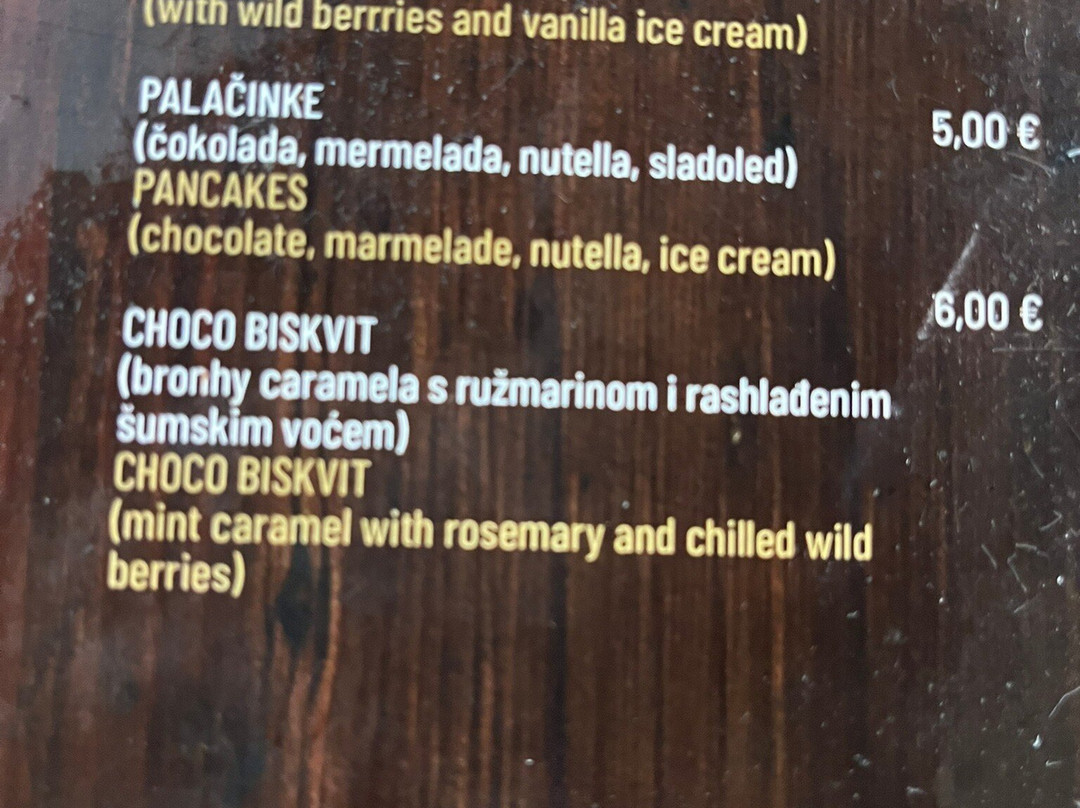 (with wild berrries and vanilla ice cream)
PALAČINKE
5,00 €
(čokolada, mermelada, nutella, sladoled)
PANCAKES
(chocolate, marmelade, nutella, ice cream)
6,00 €
CHOCO BISKVIT
(bronhy caramela s ružmarinom i rashlađenim
šumskim voćem)
CHOCO BISKVIT
(mint caramel with rosemary and chilled wild
berries)